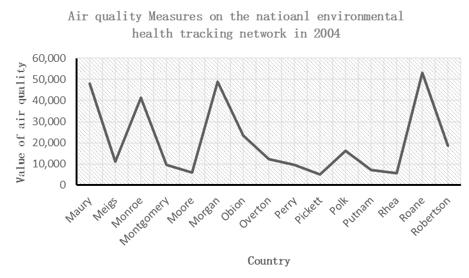 Air quality Measures on the natioanl environmental
health tracking network in 2004
Value of air quality
60,000
50,000
40,000
30,000
20,000
10,000
0
Maury
Meigs
Monroe
Montgomery
Moore
Morgan
Obion
Overton
Perry
Pickett
Polk
Putnam
Rhea
Roane
Robertson
Country